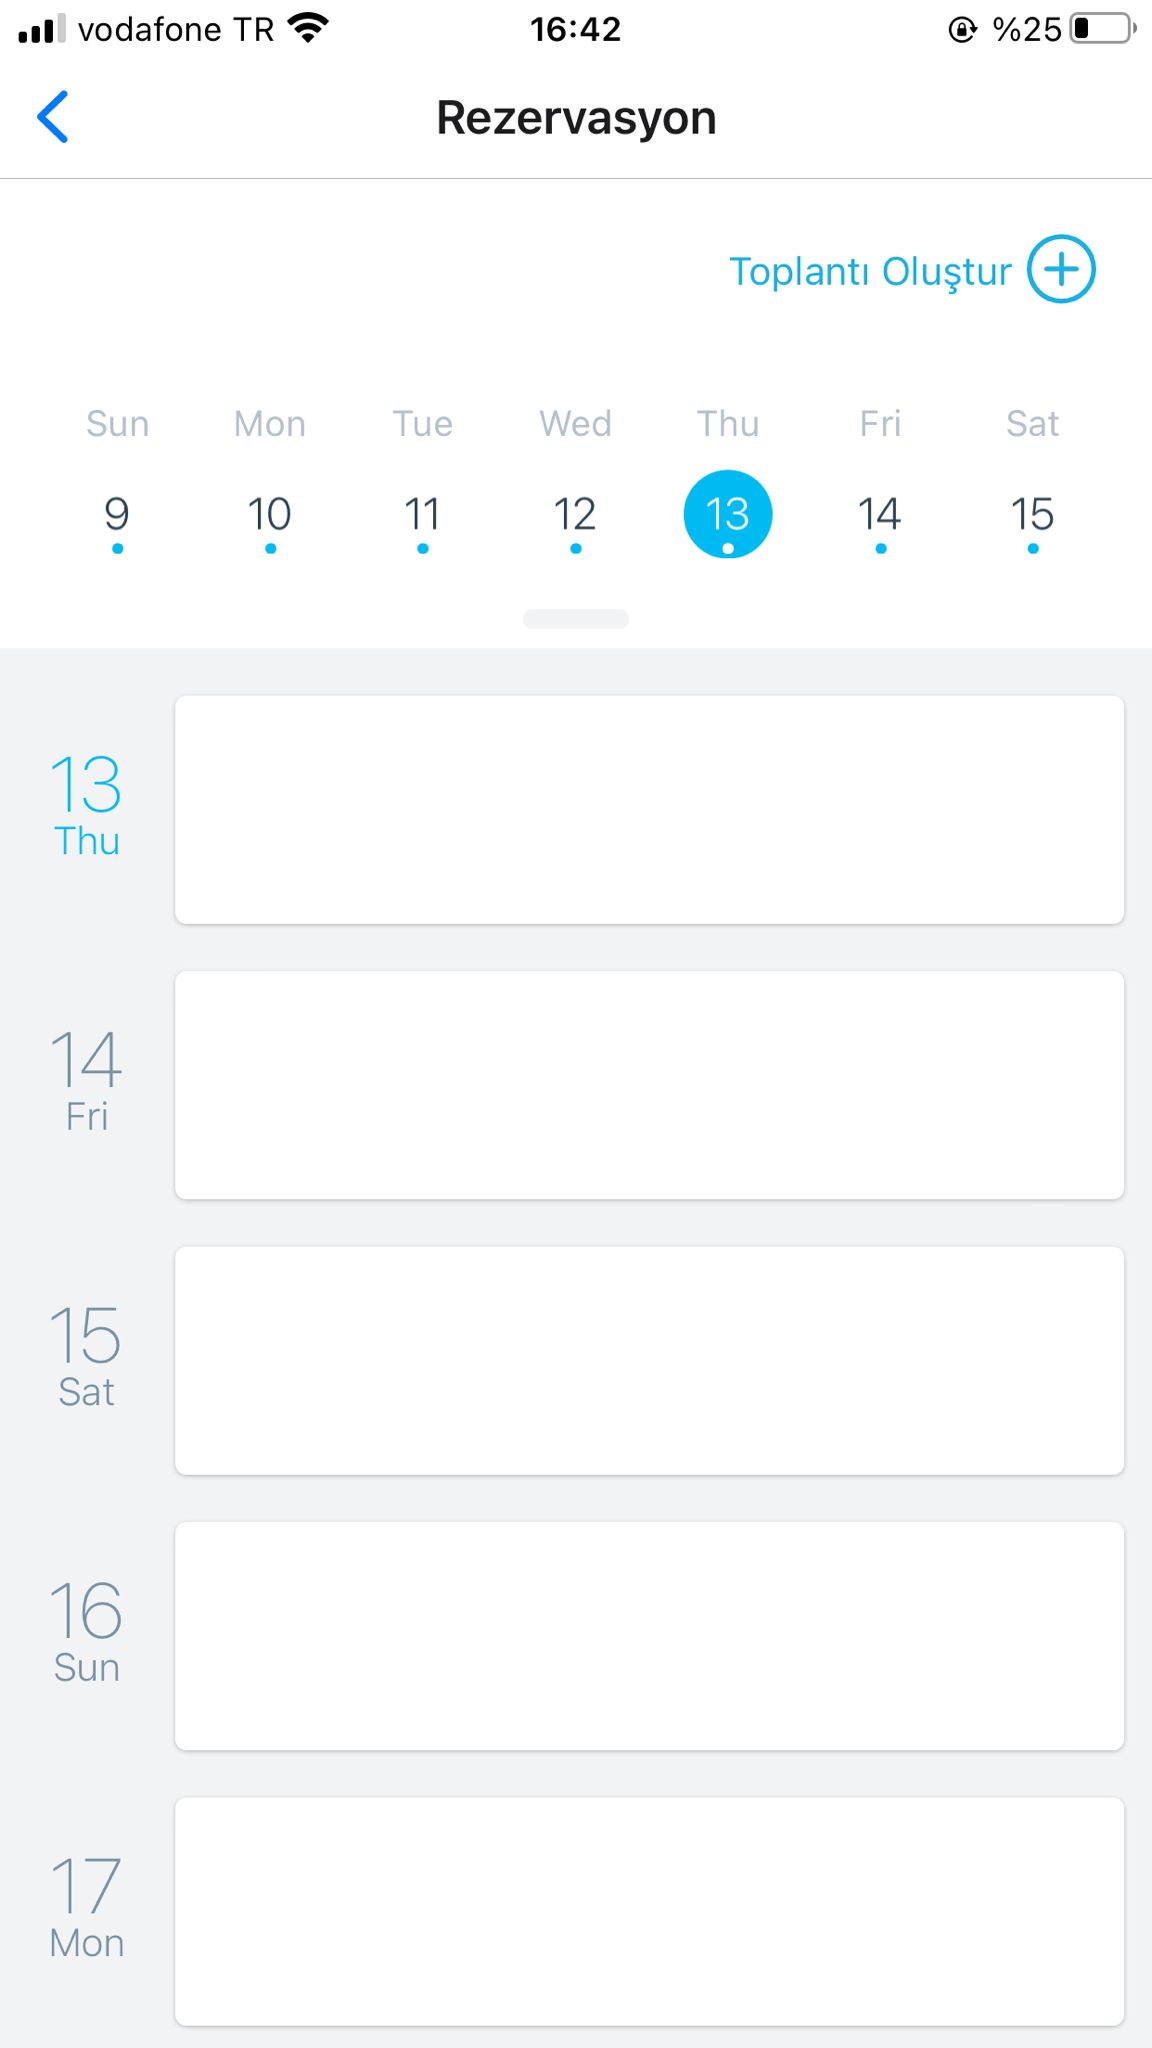 vodafone TR 16:42 %25
Rezervasyon
Toplantı Oluştur
Sun Mon Tue Wed Thu Fri Sat
9 10 11 12 13 14 15
13
Thu
14
Fri
15
Sat
16
Sun
17
Mon